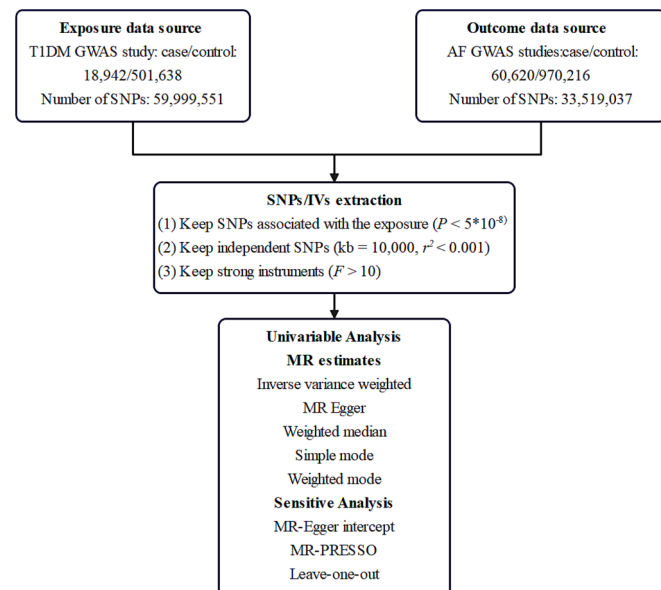 Exposure data source
T1DM GWAS study: case/control:
18,942/501,638
Number of SNPs: 59,999,551
Outcome data source
AF GWAS studies:case/control:
60,620/970,216
Number of SNPs: 33,519,037
SNPs/IVs extraction
(1) Keep SNPs associated with the exposure (P < 5*10-8)
(2) Keep independent SNPs (kb = 10,000, r2 < 0.001)
(3) Keep strong instruments (F > 10)
Univariable Analysis
MR estimates
Inverse variance weighted
MR Egger
Weighted median
Simple mode
Weighted mode
Sensitive Analysis
MR-Egger intercept
MR-PRESSO
Leave-one-out